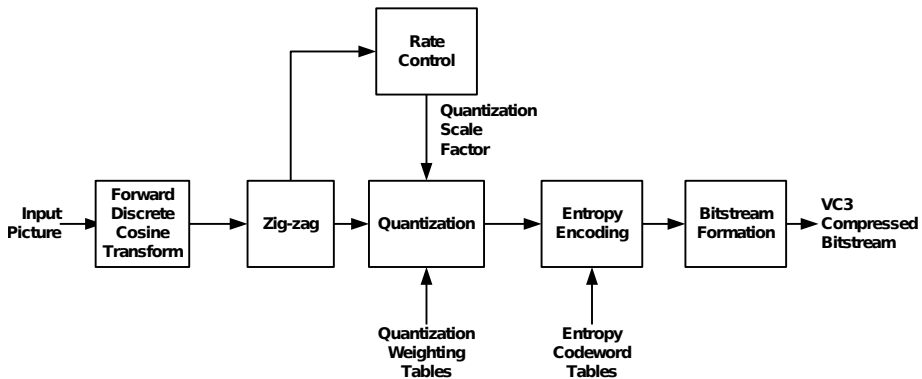 Rate
Control
Quantization
Scale
Factor
Input
Picture
Forward
Discrete
Cosine
Transform
Zig-zag
Quantization
Entropy
Encoding
Bitstream
Formation
VC3
Compressed
Bitstream
Quantization
Weighting
Tables
Entropy
Codeword
Tables